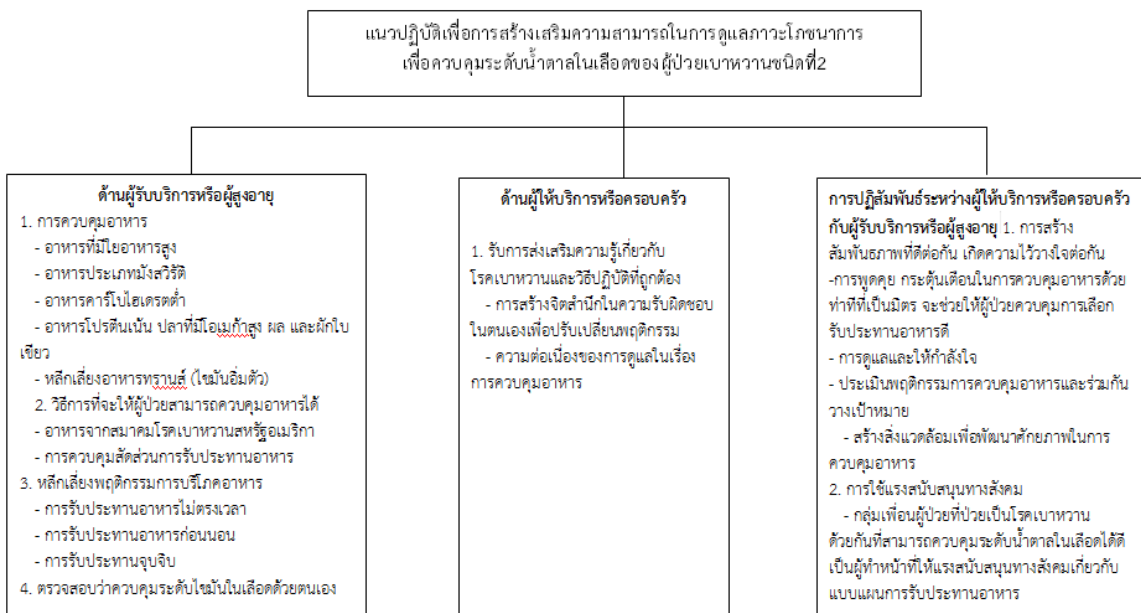 แนวปฏิบัติเพื่อการสร้างเสริมความสามารถในการดูแลภาวะโภชนาการ
เพื่อควบคุมระดับน้ำตาลในเลือดของผู้ป่วยเบาหวานชนิดที่2
ด้านผู้รับบริการหรือผู้สูงอายุ
1. การควบคุมอาหาร
- อาหารที่มีใยอาหารสูง
- อาหารประเภทมังสวิรัติ
- อาหารคาร์โบไฮเดรตต่ำ
- อาหารโปรตีนเน้น ปลาที่มีโอเมก้าสูง ผล และผักใบ
เขียว
- หลีกเลี่ยงอาหารทรานส์ (ไขมันอิ่มตัว)
2. วิธีการที่จะให้ผู้ป่วยสามารถควบคุมอาหารได้
- อาหารจากสมาคมโรคเบาหวานสหรัฐอเมริกา
- การควบคุมสัดส่วนการรับประทานอาหาร
3. หลีกเลี่ยงพฤติกรรมการบริโภคอาหาร
- การรับประทานอาหารไม่ตรงเวลา
- การรับประทานอาหารก่อนนอน
- การรับประทานจุบจิบ
4. ตรวจสอบว่าควบคุมระดับไขมันในเลือดด้วยตนเอง
ด้านผู้ให้บริการหรือครอบครัว
1. รับการส่งเสริมความรู้เกี่ยวกับ
โรคเบาหวานและวิธีปฏิบัติที่ถูกต้อง
- การสร้างจิตสำนึกในความรับผิดชอบ
ในตนเองเพื่อปรับเปลี่ยนพฤติกรรม
- ความต่อเนื่องของการดูแลในเรื่อง
การควบคุมอาหาร
การปฏิสัมพันธ์ระหว่างผู้ให้บริการหรือครอบครัว
กับผู้รับบริการหรือผู้สูงอายุ 1. การสร้าง
สัมพันธภาพที่ดีต่อกัน เกิดความไว้วางใจต่อกัน
-การพูดคุย กระตุ้นเตือนในการควบคุมอาหารด้วย
ท่าทีที่เป็นมิตร จะช่วยให้ผู้ป่วยควบคุมการเลือก
รับประทานอาหารดี
- การดูแลและให้กำลังใจ
- ประเมินพฤติกรรมการควบคุมอาหารและร่วมกัน
วางเป้าหมาย
- สร้างสิ่งแวดล้อมเพื่อพัฒนาศักยภาพในการ
ควบคุมอาหาร
2. การใช้แรงสนับสนุนทางสังคม
- กลุ่มเพื่อนผู้ป่วยที่ป่วยเป็นโรคเบาหวาน
ด้วยกันที่สามารถควบคุมระดับน้ำตาลในเลือดได้ดี
เป็นผู้ทำหน้าที่ให้แรงสนับสนุนทางสังคมเกี่ยวกับ
แบบแผนการรับประทานอาหาร